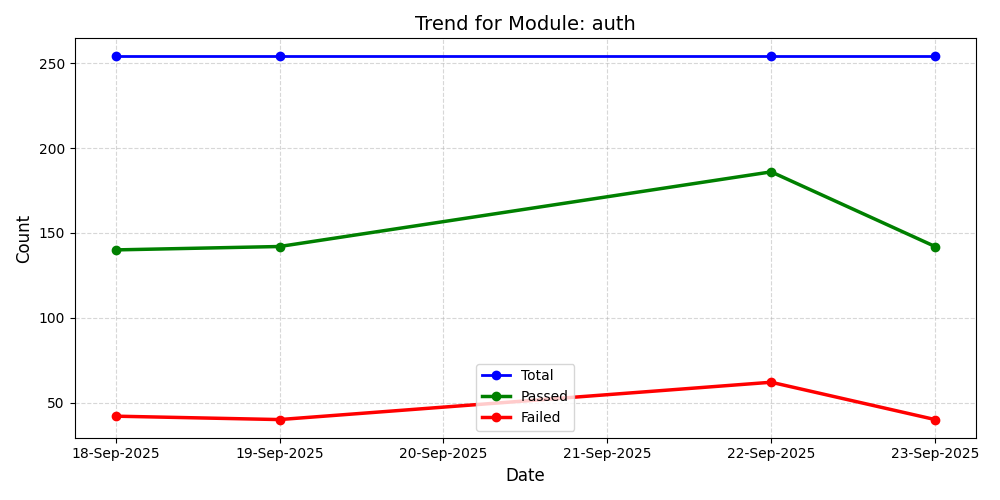 Trend for Module: auth
250
200
150
100
50
Count
Total
Passed
Failed
18-Sep-2025
19-Sep-2025
20-Sep-2025
21-Sep-2025
22-Sep-2025
23-Sep-2025
Date